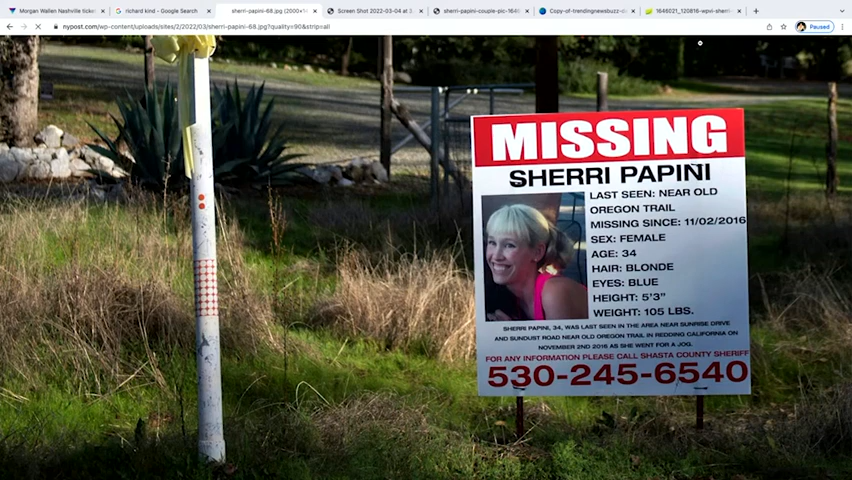 Morgan Wallen Nashville ticket
richard kind - Google Search
sherri-papini-68.jpg (2000×1
Screen Shot 2022-03-04 at 3
sherri-papini-couple-pic-1646
Copy-of-trendingnewsbuzz-d
1646021_120816-wpvi-sherri
nypost.com/wp-content/uploads/sites/2/2022/03/sherri-papini-68.jpg?quality=90&strip=all
Paused
MISSING
SHERRI PAPINI
LAST SEEN: NEAR OLD
OREGON TRAIL
MISSING SINCE: 11/02/2016
SEX: FEMALE
AGE: 34
HAIR: BLONDE
EYES: BLUE
HEIGHT: 5'3"
WEIGHT: 105 LBS.
SHERRI PAPINI, 34, WAS LAST SEEN IN THE AREA NEAR SUNRISE DRIVE
AND SUNDUST ROAD NEAR OLD OREGON TRAIL IN REDDING CALIFORNIA ON
NOVEMBER 2ND 2016 AS SHE WENT FOR A JOG.
FOR ANY INFORMATION PLEASE CALL SHASTA COUNTY SHERIFF
530-245-6540